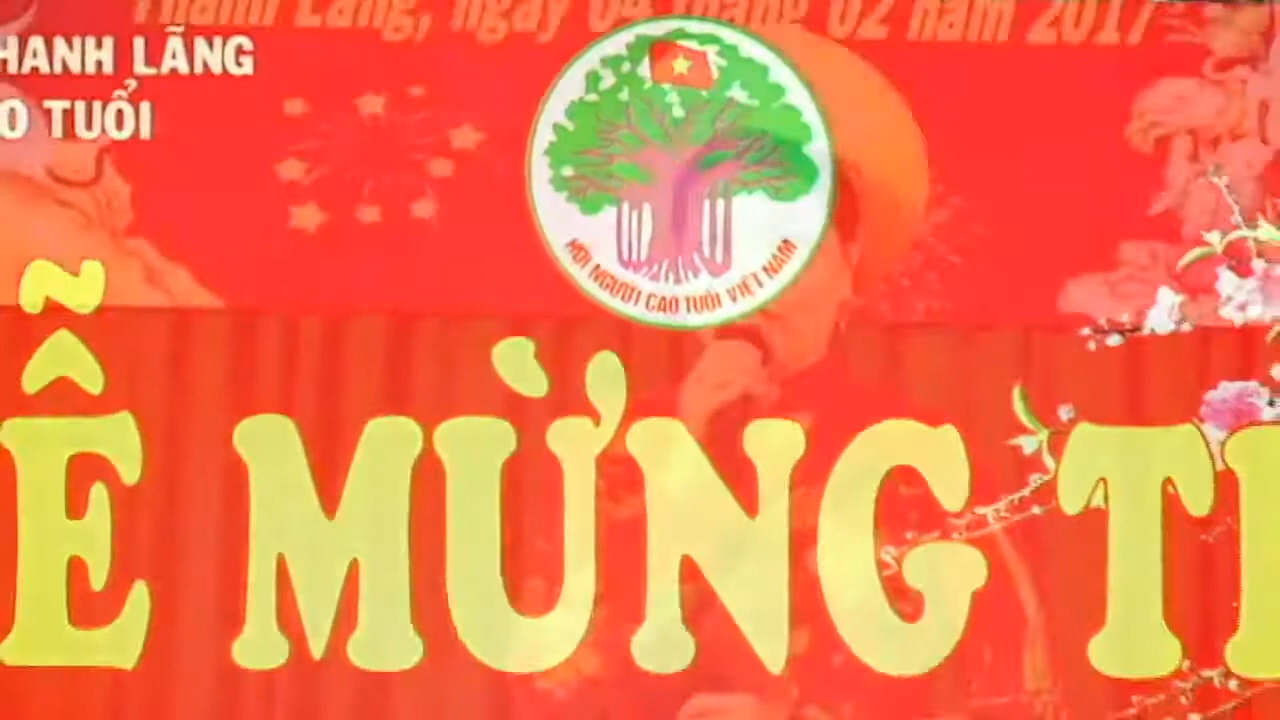 Thanh Lãng, ngày 04 tháng 02 năm 2017
HANH LÃNG
O TUỔI
HỘI NGƯỜI CAO TUỔI VIỆT NAM
Ễ MỪNG T